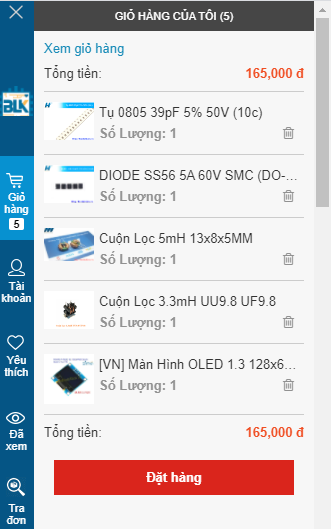 GIỎ HÀNG CỦA TÔI (5)
Xem giỏ hàng
Tổng tiền: 165,000 đ
Tụ 0805 39pF 5% 50V (10c)
Số Lượng: 1
DIODE SS56 5A 60V SMC (DO-...
Số Lượng: 1
Cuộn Lọc 5mH 13x8x5MM
Số Lượng: 1
Cuộn Lọc 3.3mH UU9.8 UF9.8
Số Lượng: 1
[VN] Màn Hình OLED 1.3 128x6...
Số Lượng: 1
Tổng tiền: 165,000 đ
Đặt hàng
BLK
Giỏ
hàng
5
Tài
khoản
Yêu
thích
Đã
xem
Tra
đơn